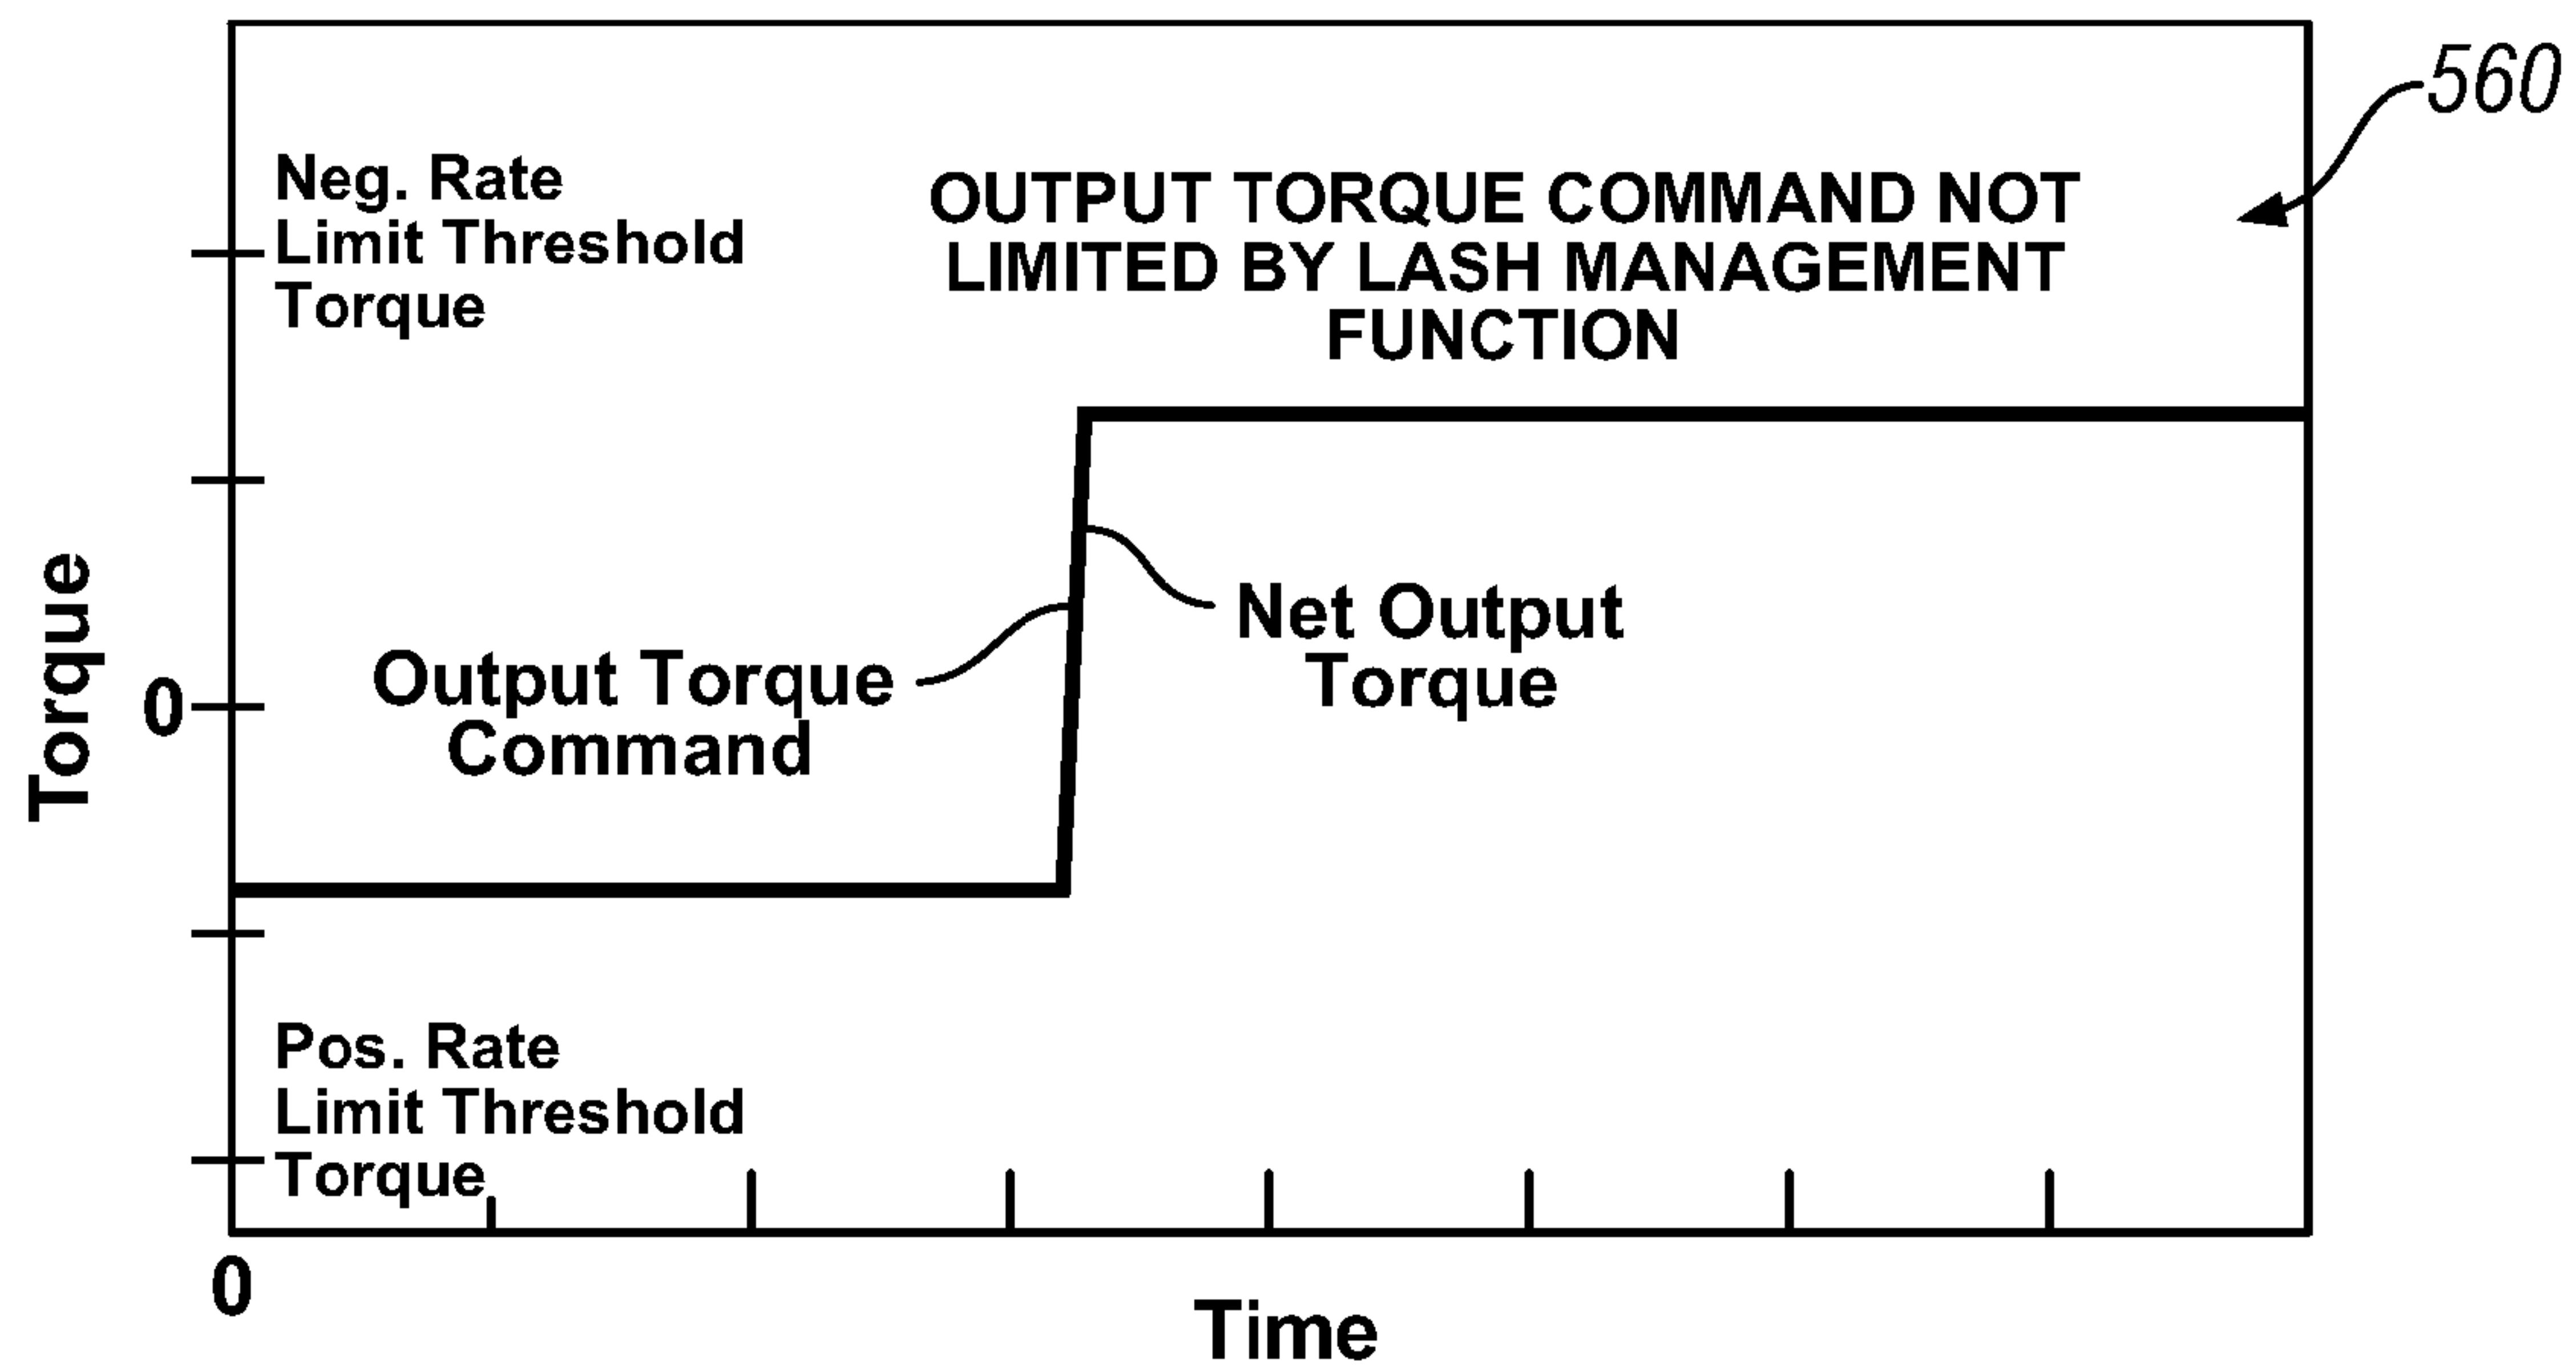 560
Neg. Rate
Limit Threshold
Torque
OUTPUT TORQUE COMMAND NOT
LIMITED BY LASH MANAGEMENT
FUNCTION
Net Output
Torque
Output Torque
Command
Torque
0
Pos. Rate
Limit Threshold
Torque
0
Time